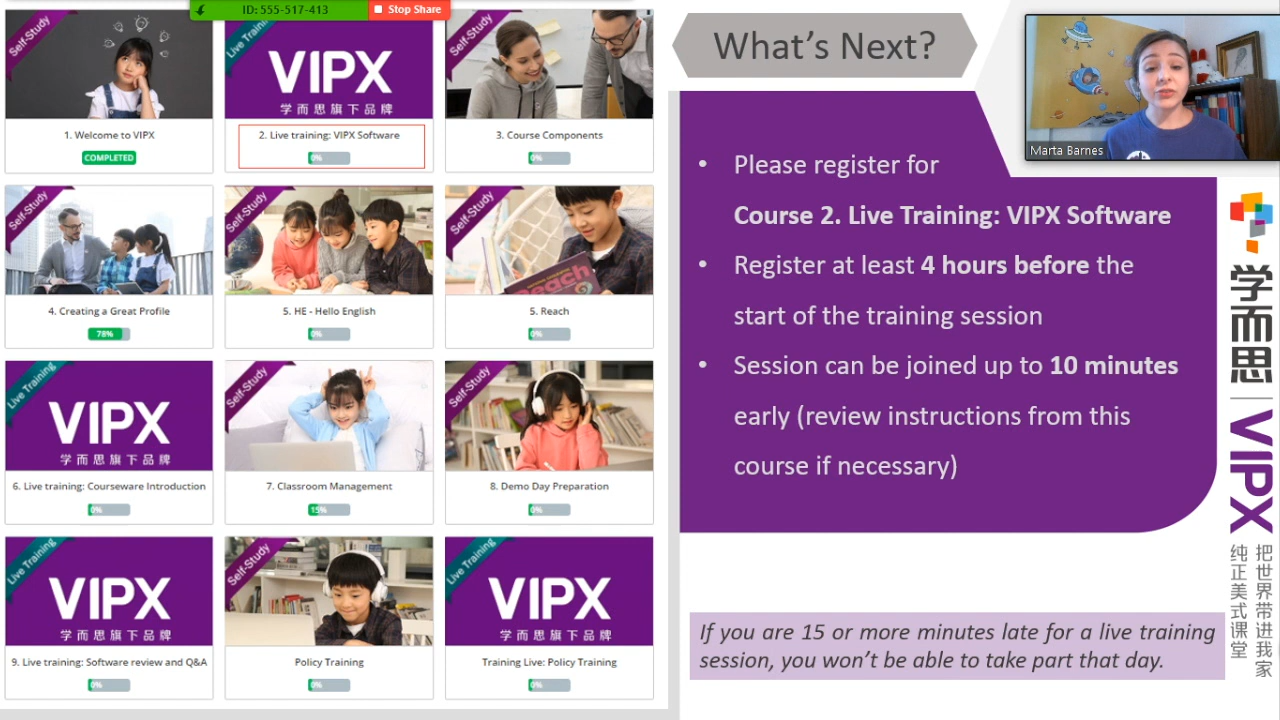 ID: 555-517-413
Stop Share
Self-Study
Live Training
VIPX
学而思旗下品牌
Self-Study
1. Welcome to VIPX
2. Live training: VIPX Software
3. Course Components
COMPLETED
0%
0%
Self-Study
Self-Study
Self-Study
Reach
4. Creating a Great Profile
5. HE - Hello English
5. Reach
78%
0%
0%
Live Training
VIPX
学而思旗下品牌
Self-Study
Self-Study
6. Live training: Courseware Introduction
7. Classroom Management
8. Demo Day Preparation
0%
15%
0%
Live Training
VIPX
学而思旗下品牌
Self-Study
Live Training
VIPX
学而思旗下品牌
9. Live training: Software review and Q&A
Policy Training
Training Live: Policy Training
0%
0%
0%
What's Next?
Marta Barnes
• Please register for
Course 2. Live Training: VIPX Software
• Register at least 4 hours before the
start of the training session
• Session can be joined up to 10 minutes
early (review instructions from this
course if necessary)
If you are 15 or more minutes late for a live training
session, you won't be able to take part that day.
学而思 | VIPX
把世界带进我家
纯正美式课堂